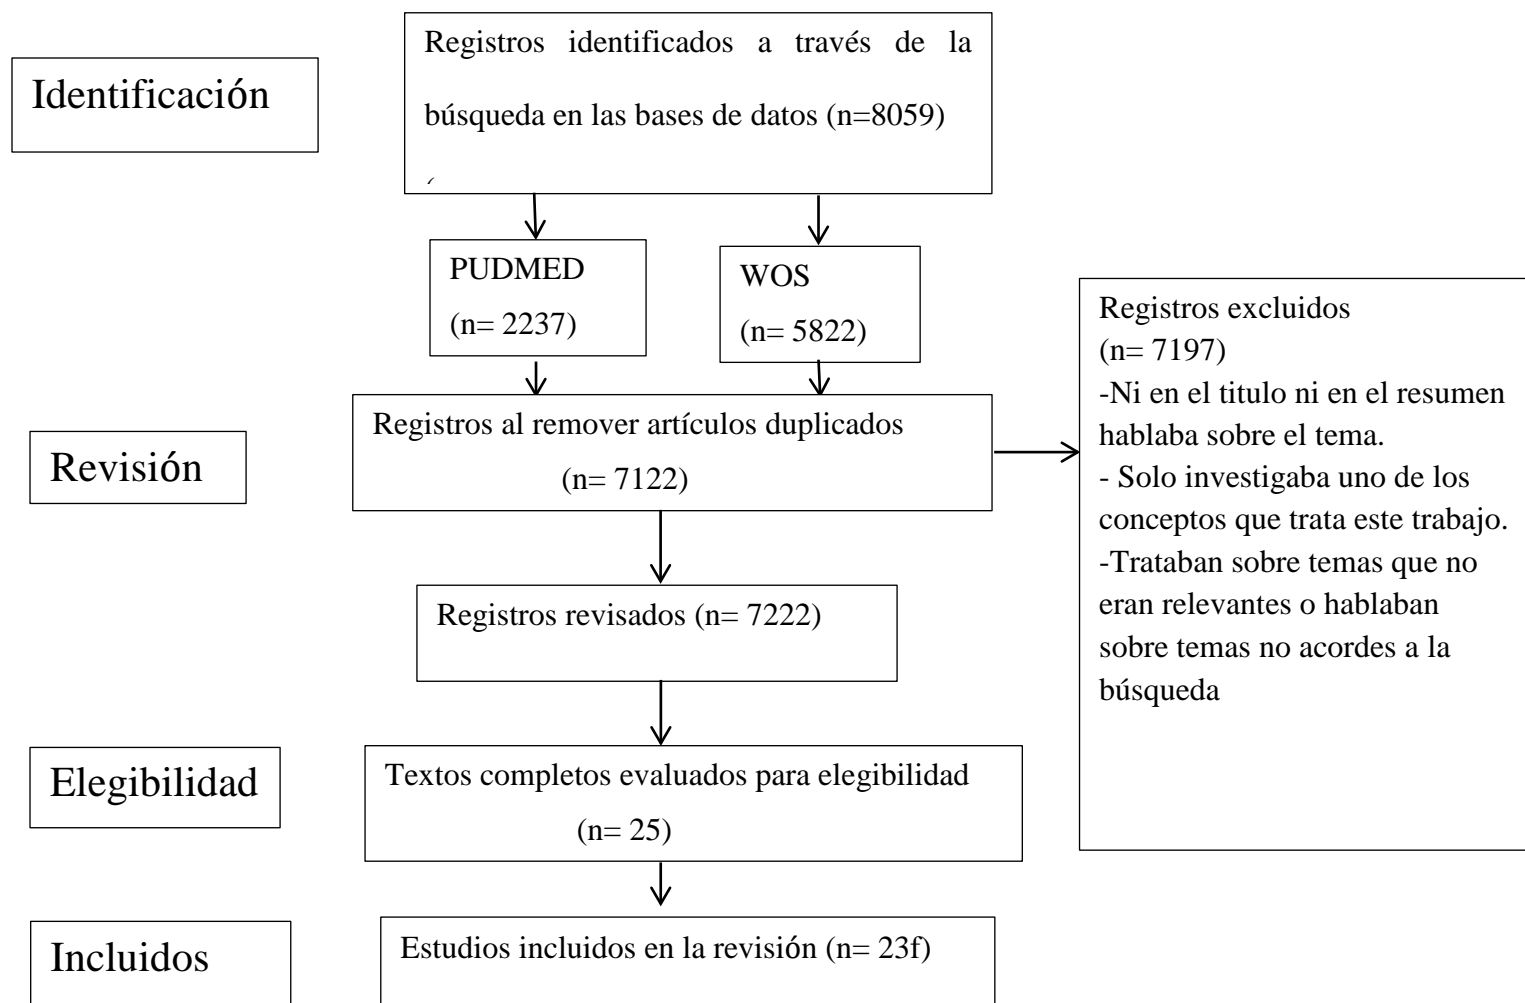 Identificación
Registros identificados a través de la
búsqueda en las bases de datos (n=8059)
(
PUDMED
(n= 2237)
WOS
(n= 5822)
Registros excluidos
(n= 7197)
-Ni en el titulo ni en el resumen
hablaba sobre el tema.
- Solo investigaba uno de los
conceptos que trata este trabajo.
-Trataban sobre temas que no
eran relevantes o hablaban
sobre temas no acordes a la
búsqueda
Revisión
Registros al remover artículos duplicados
(n= 7122)
Registros revisados (n= 7222)
Elegibilidad
Textos completos evaluados para elegibilidad
(n= 25)
Incluidos
Estudios incluidos en la revisión (n= 23f)